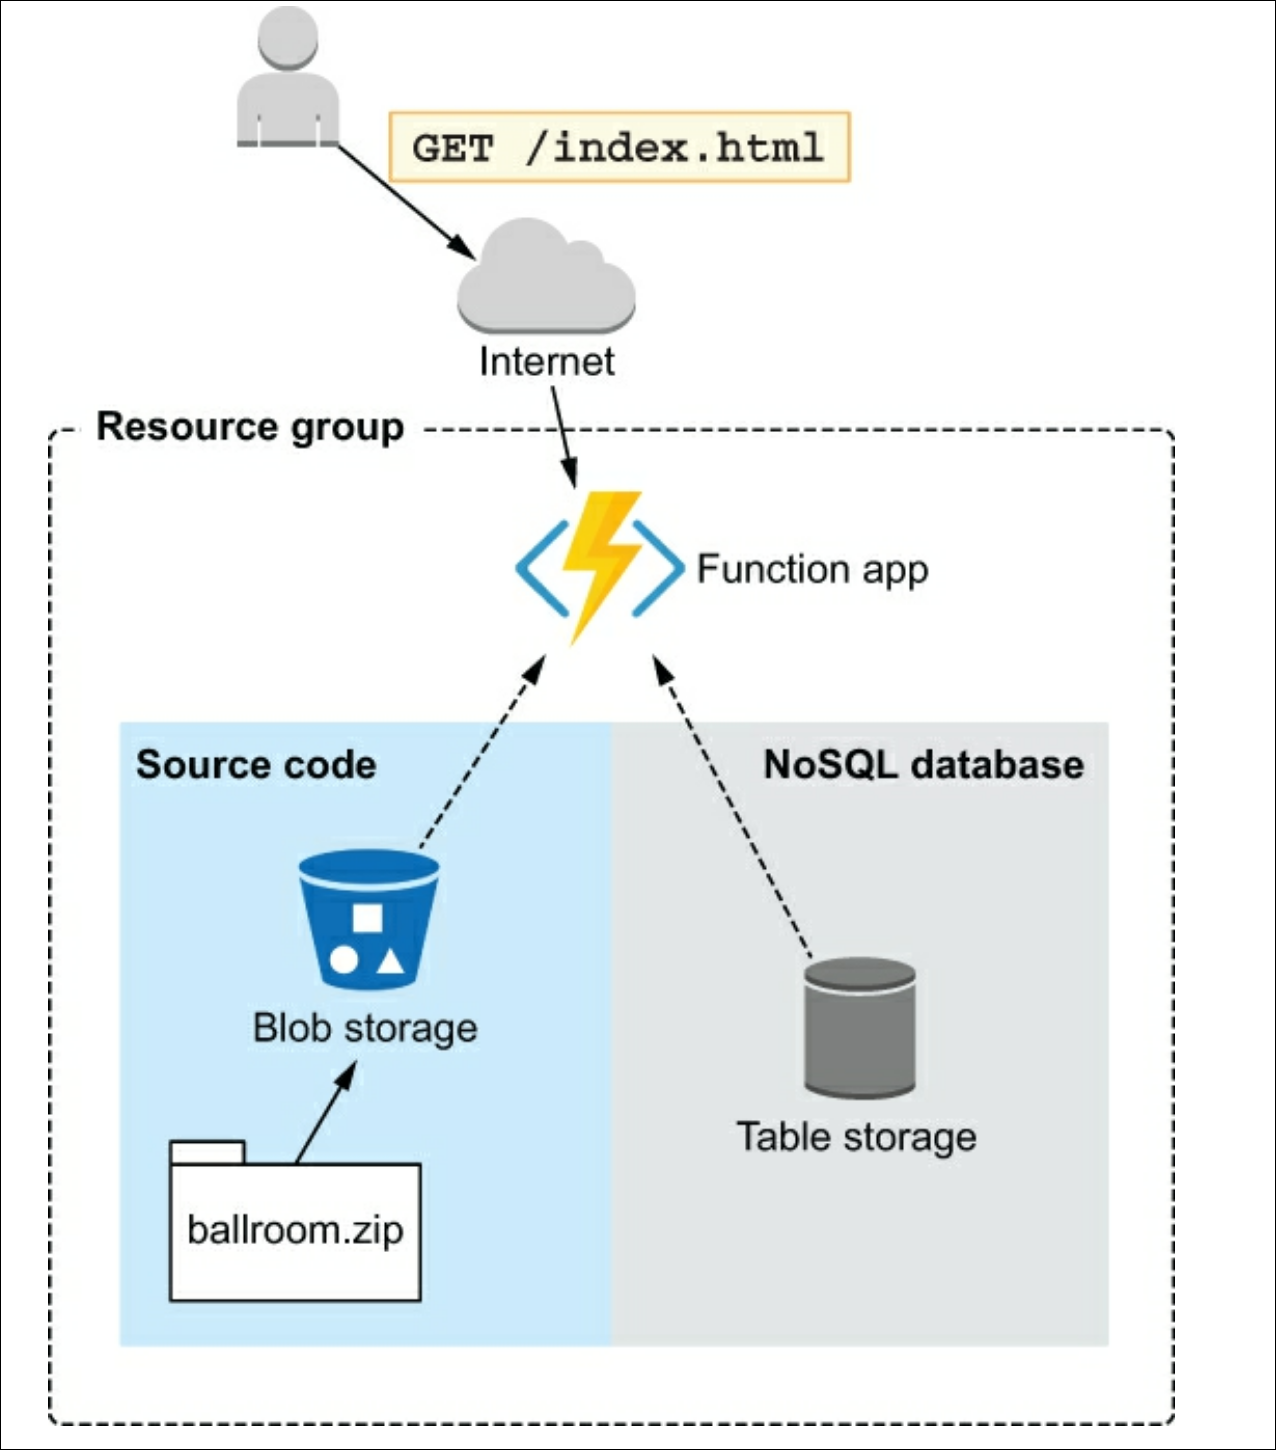 GET /index.html
Internet
Resource group
Function app
Source code
NoSQL database
Blob storage
Table storage
ballroom.zip